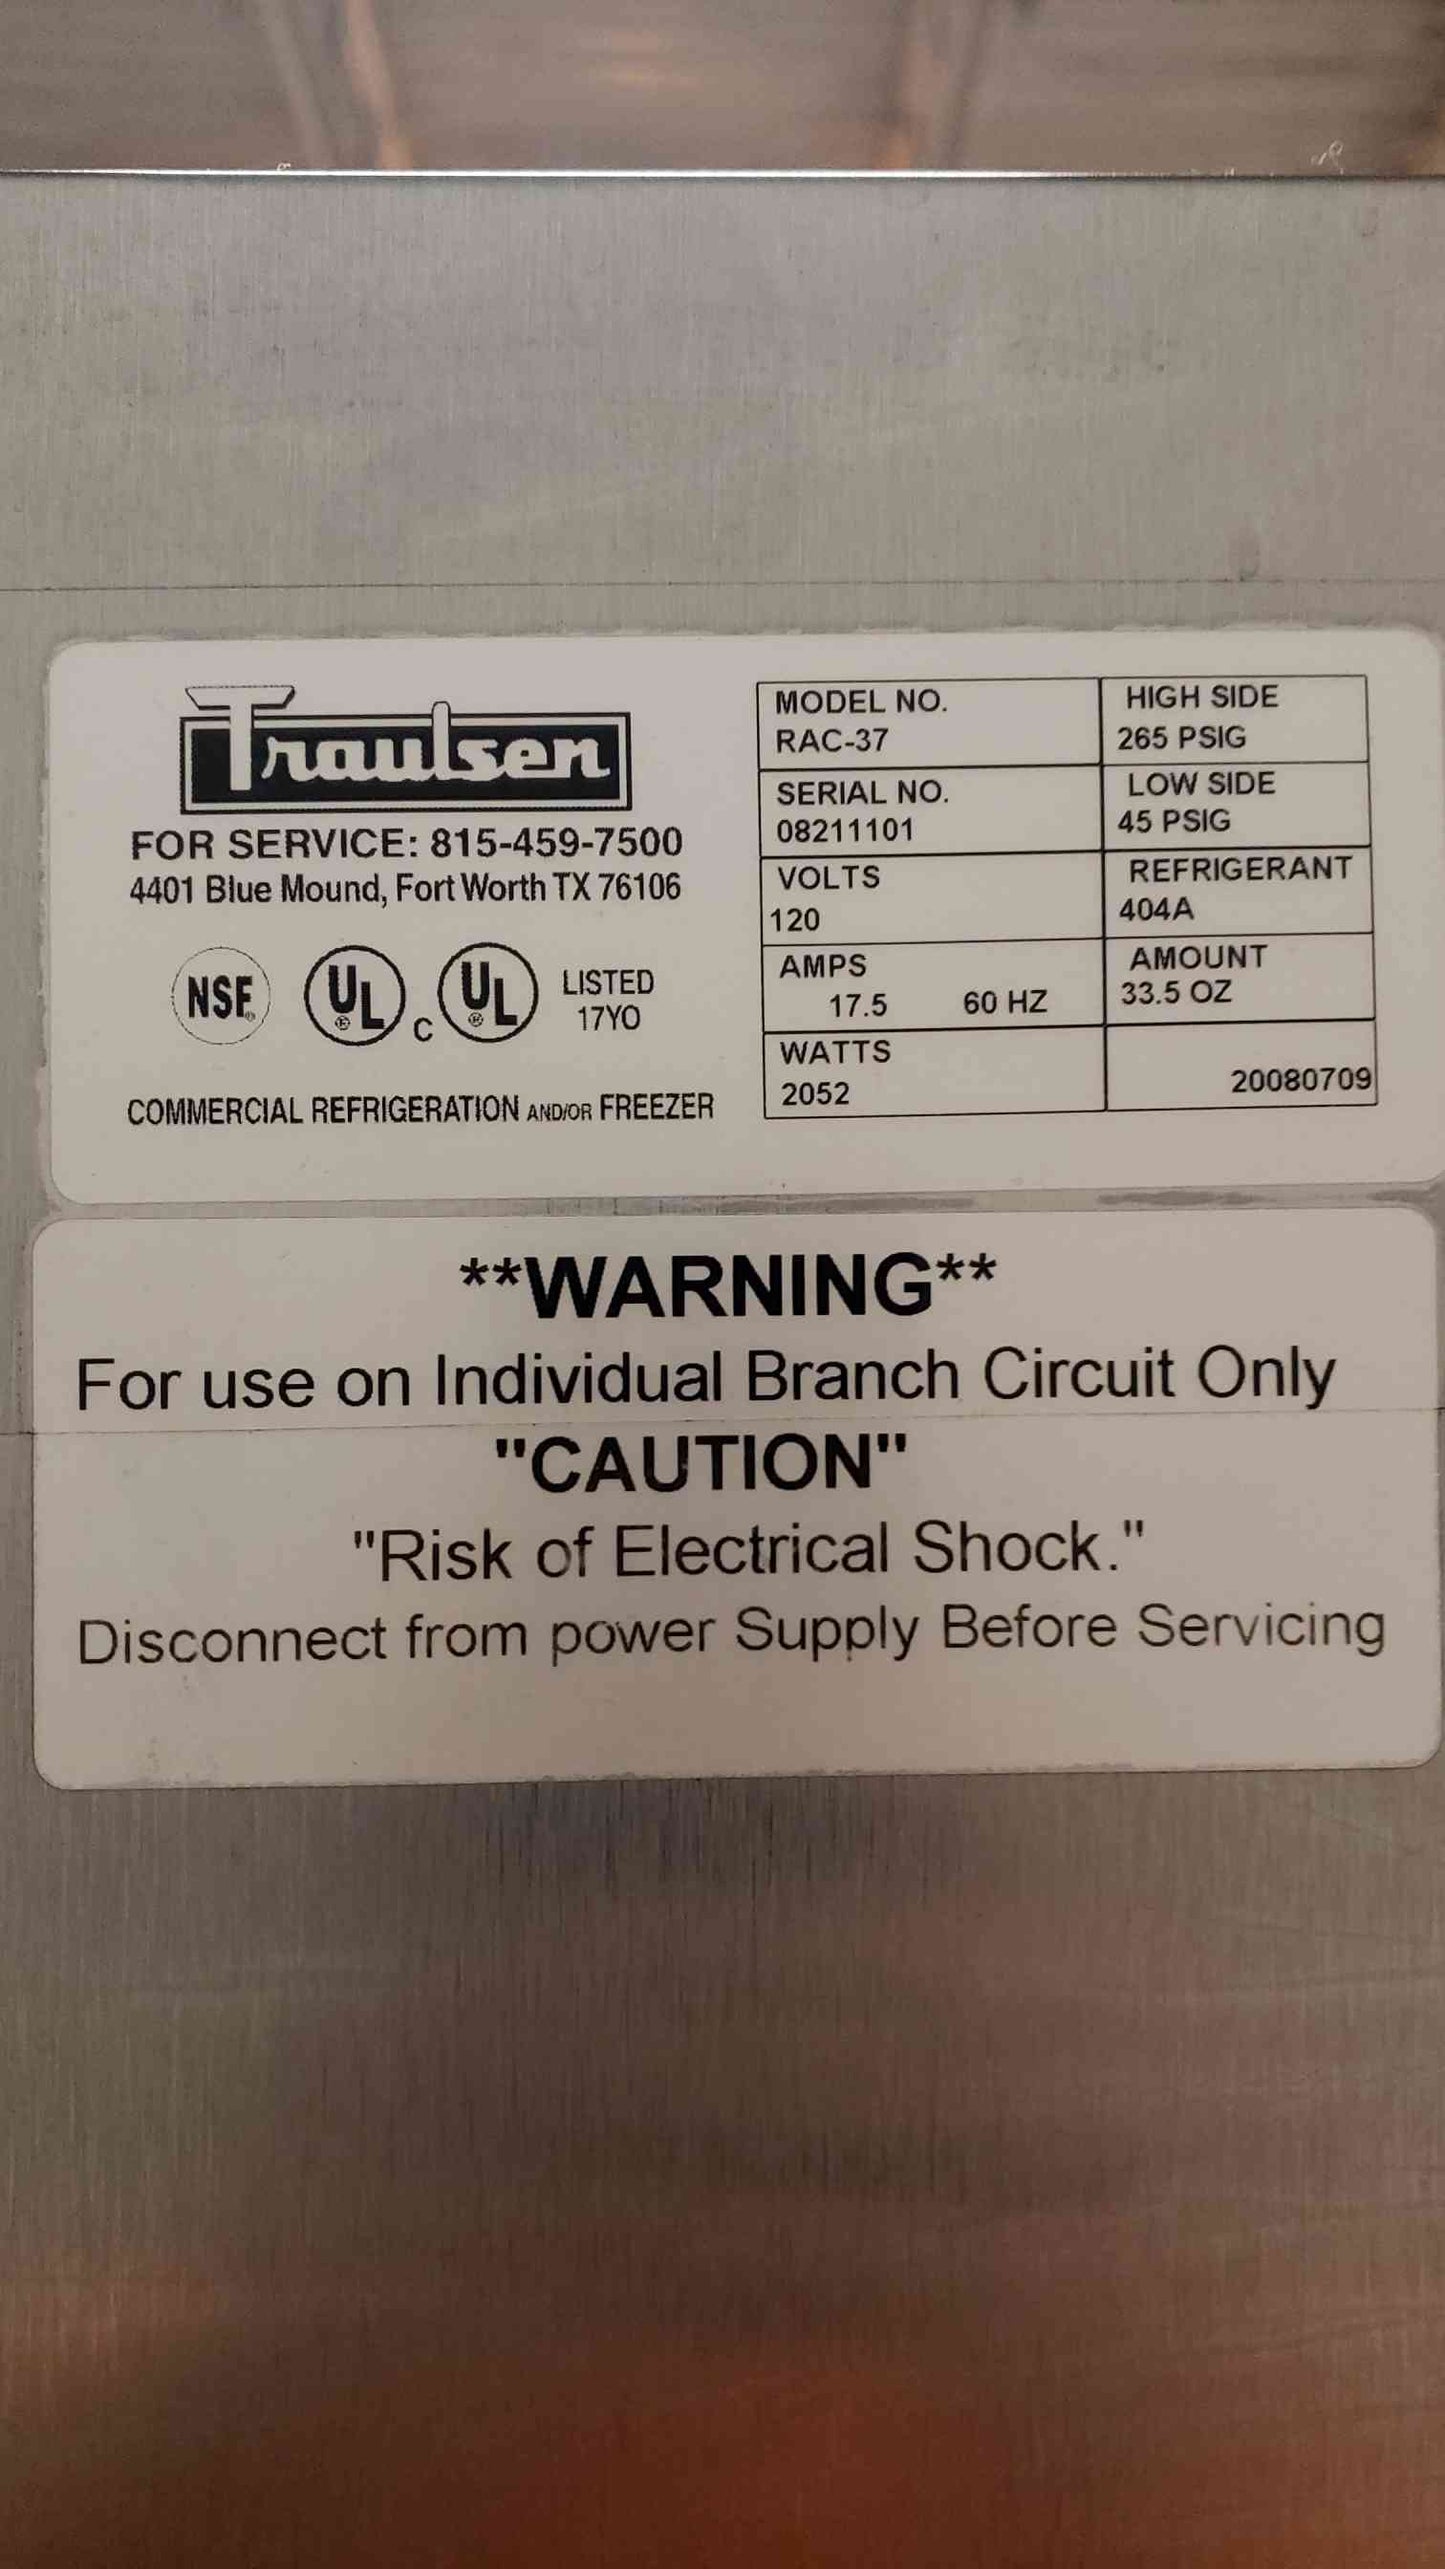 Traulsen
FOR SERVICE: 815-459-7500
4401 Blue Mound, Fort Worth TX 76106
NSF®
UL® C UL® LISTED
17YO
COMMERCIAL REFRIGERATION AND/OR FREEZER
MODEL NO.
RAC-37
HIGH SIDE
265 PSIG
SERIAL NO.
08211101
LOW SIDE
45 PSIG
VOLTS
120
REFRIGERANT
404A
AMPS
17.5 60 HZ
AMOUNT
33.5 OZ
WATTS
2052
20080709
**WARNING**
For use on Individual Branch Circuit Only
"CAUTION"
"Risk of Electrical Shock."
Disconnect from power Supply Before Servicing